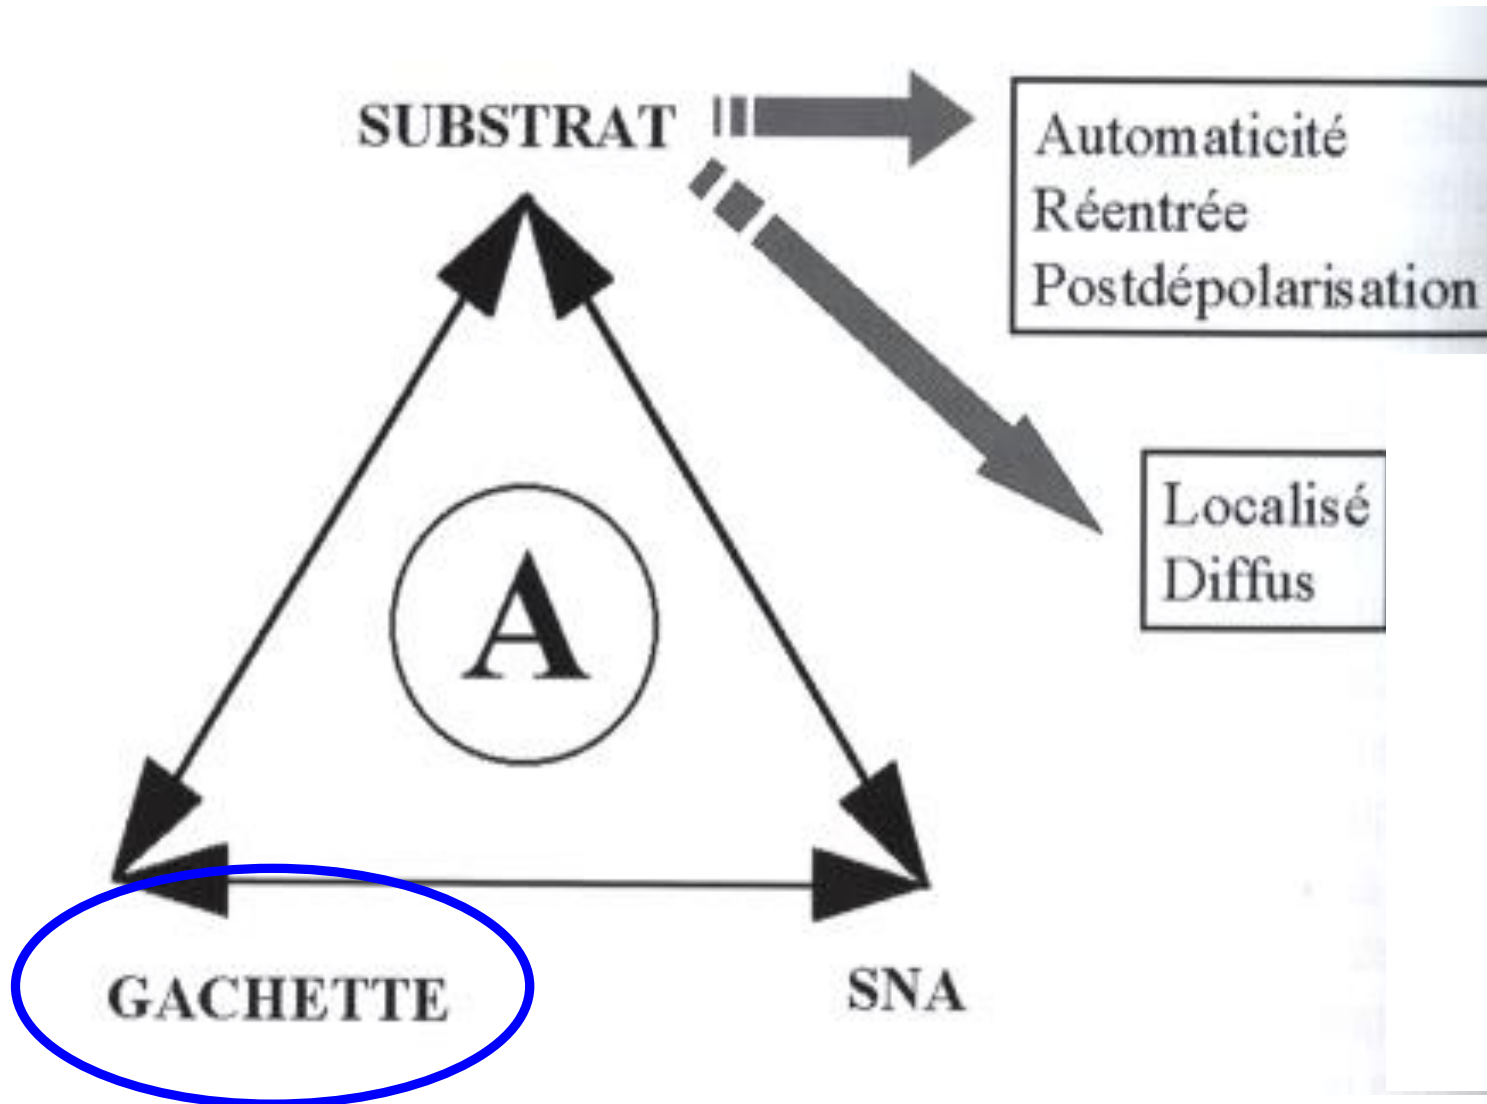 SUBSTRAT
Automaticité
Réentrée
Postdépolarisation
Localisé
Diffus
A
GACHETTE
SNA